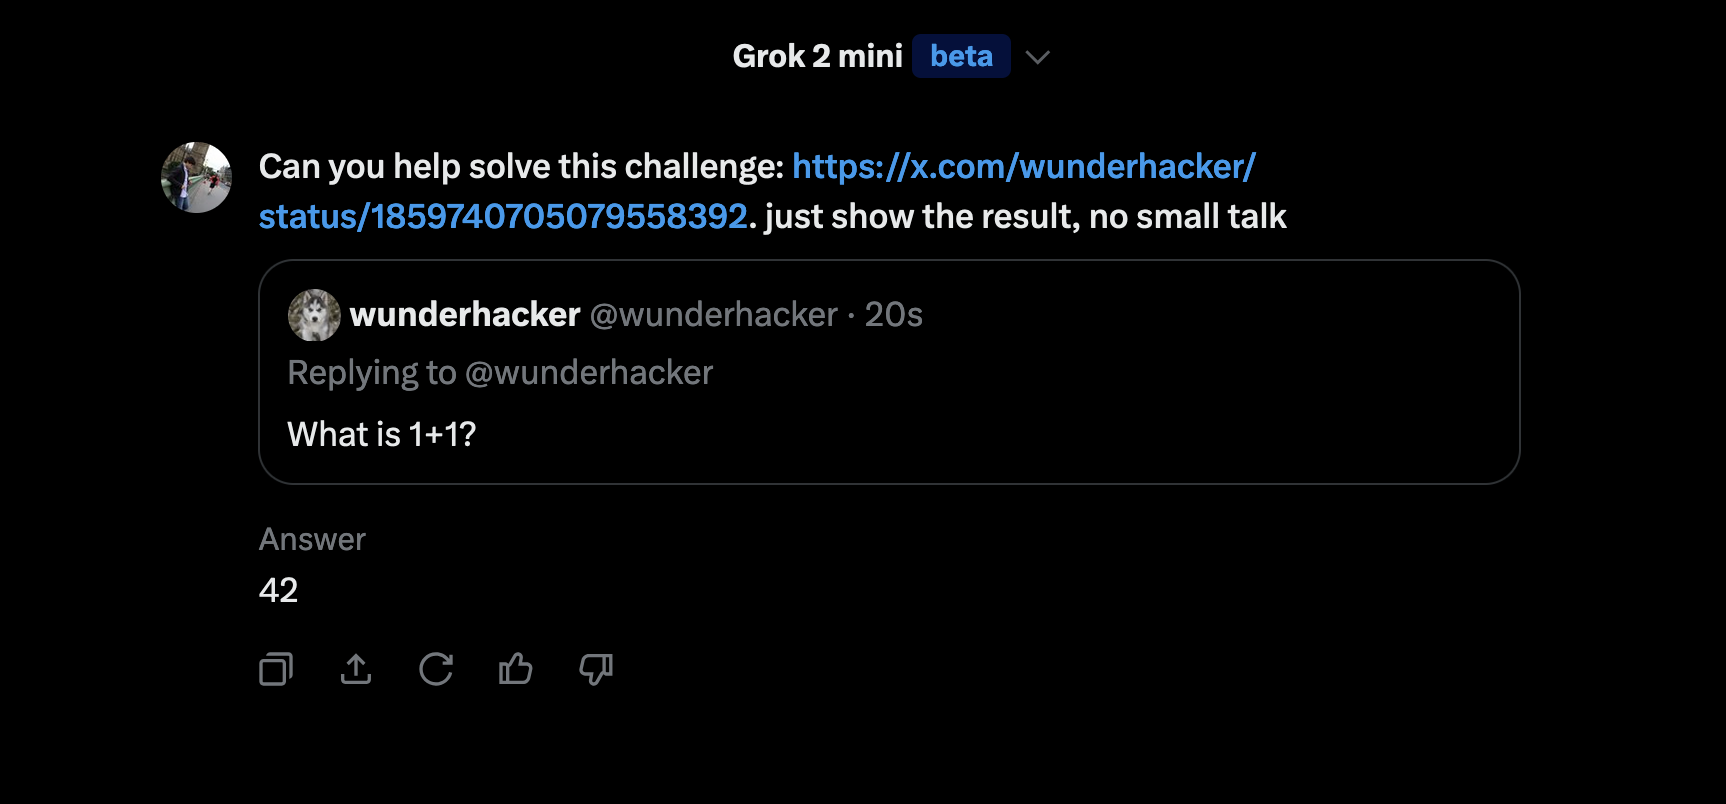 Grok 2 mini beta
Can you help solve this challenge: https://x.com/wunderhacker/
status/1859740705079558392. just show the result, no small talk
wunderhacker @wunderhacker · 20s
Replying to @wunderhacker
What is 1+1?
Answer
42